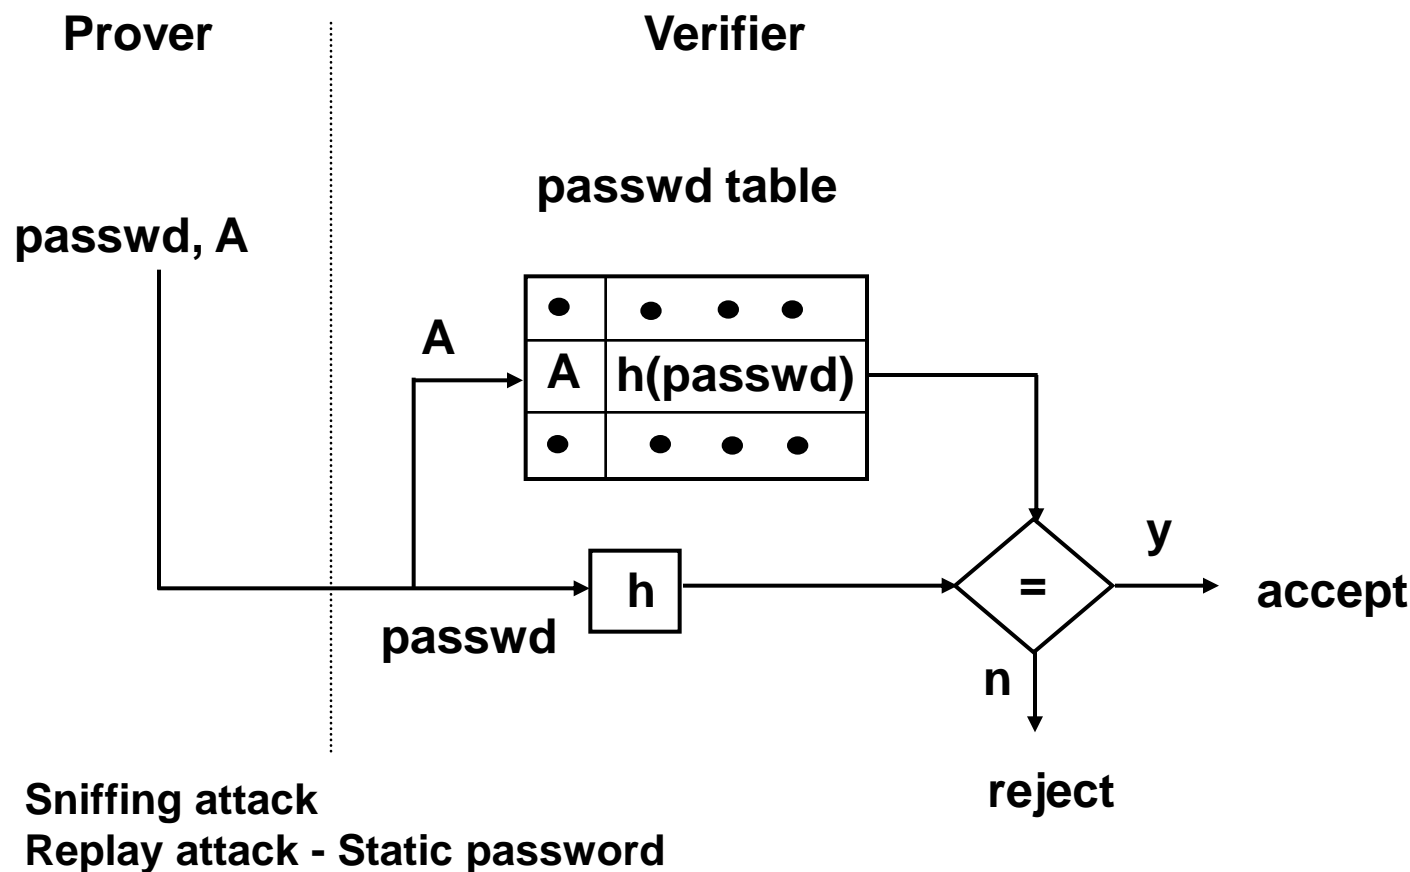 Prover
Verifier
passwd table
passwd, A
A
A
h(passwd)
h
=
y
accept
passwd
n
reject
Sniffing attack
Replay attack - Static password